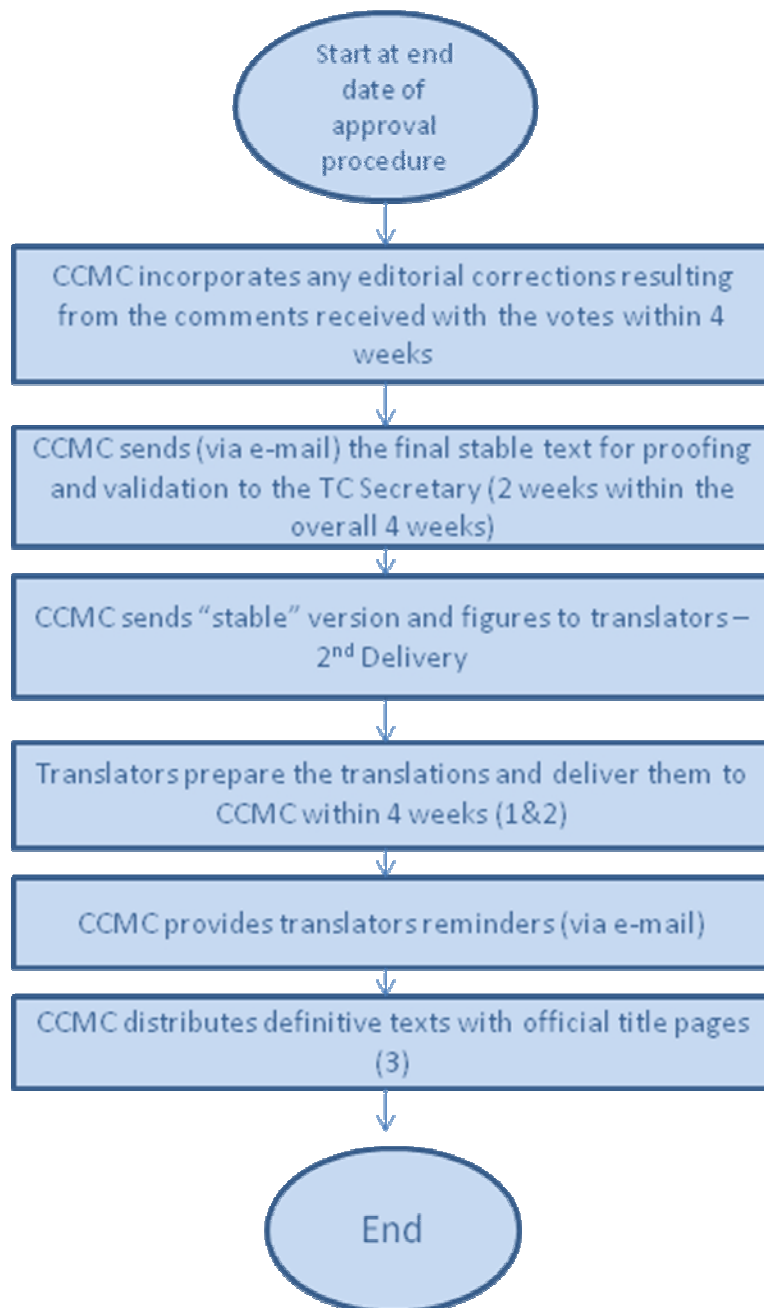 Start at end
date of
approval
procedure
CCMC incorporates any editorial corrections resulting
from the comments received with the votes within 4
weeks
CCMC sends (via e-mail) the final stable text for proofing
and validation to the TC Secretary (2 weeks within the
overall 4 weeks)
CCMC sends “stable” version and figures to translators –
2nd Delivery
Translators prepare the translations and deliver them to
CCMC within 4 weeks (1&2)
CCMC provides translators reminders (via e-mail)
CCMC distributes definitive texts with official title pages
(3)
End